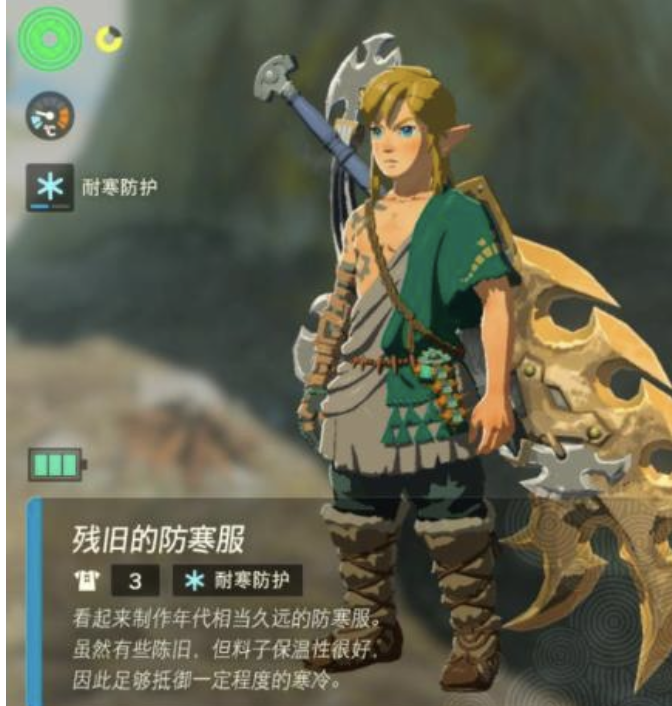 ℃
耐寒防护
残旧的防寒服
3 耐寒防护
看起来制作年代相当久远的防寒服。
虽然有些陈旧，但料子保温性很好，
因此足够抵御一定程度的寒冷。